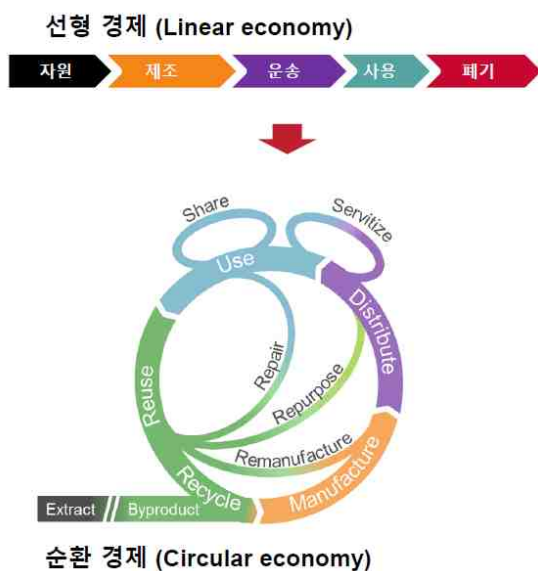 선형 경제 (Linear economy)
자원 제조 운송 사용 폐기
Share
Servitize
Use
Distribute
Repair
Reuse
Repurpose
Remanufacture
Recycle
Manufacture
Extract Byproduct
순환 경제 (Circular economy)